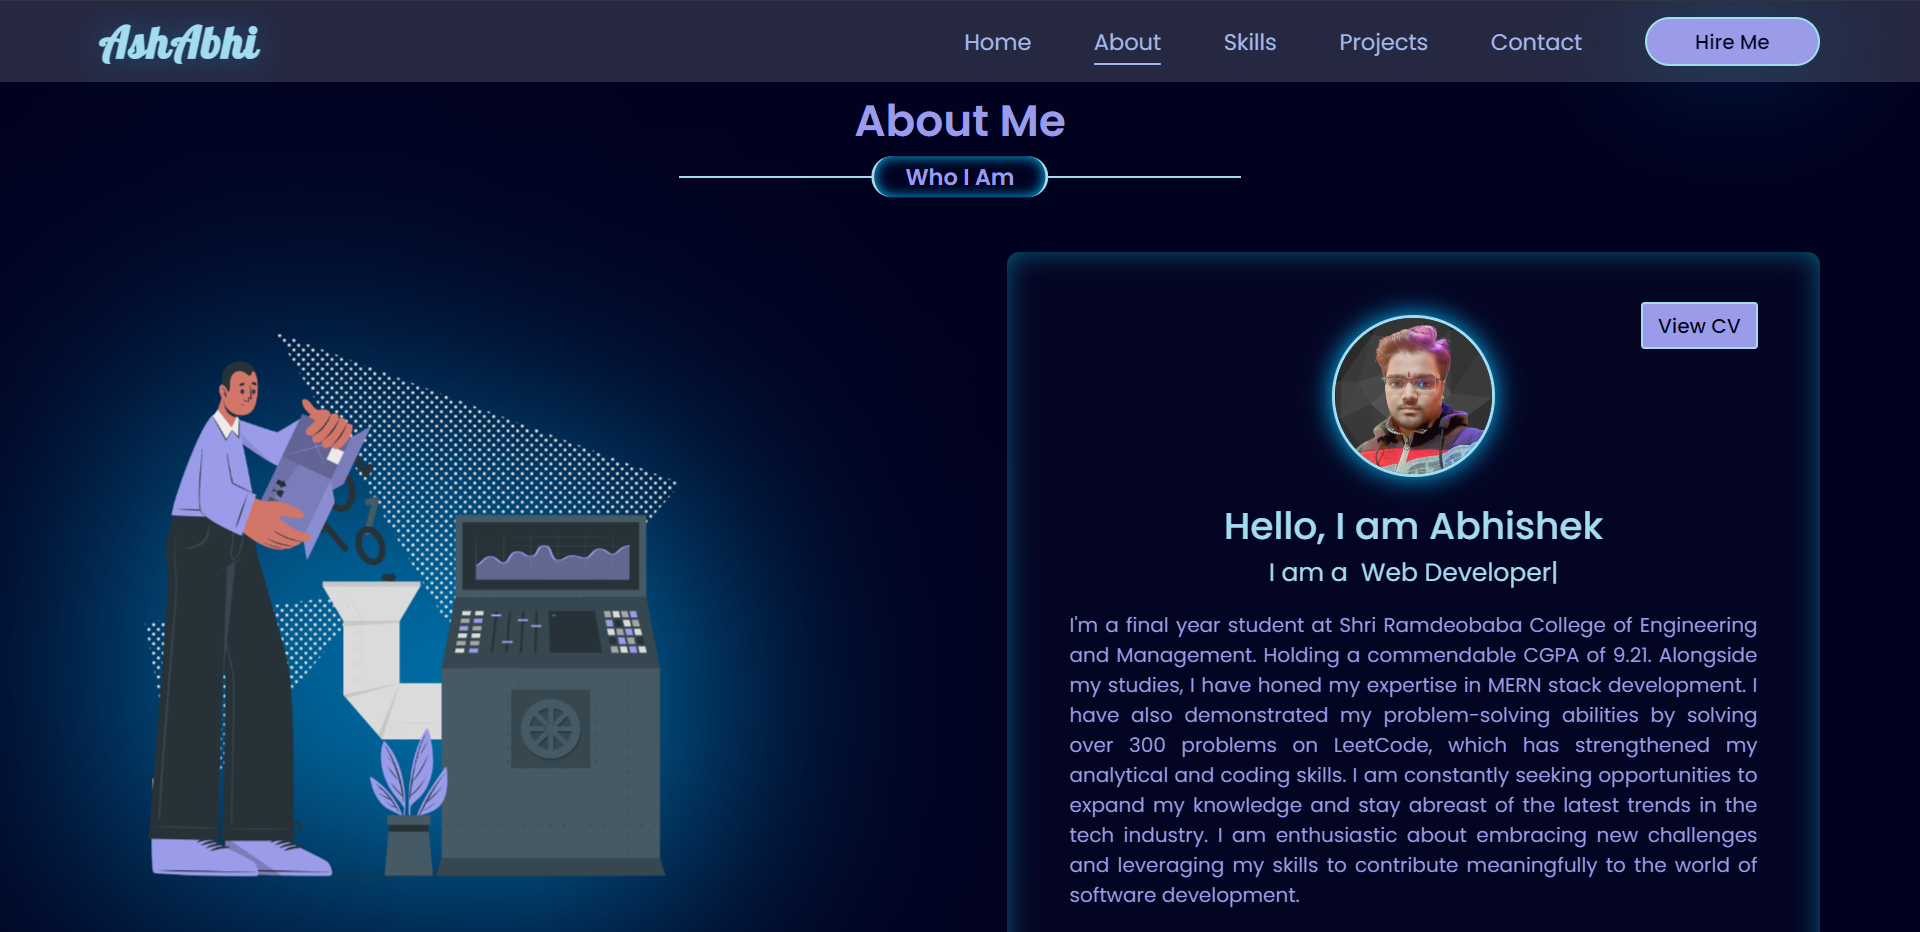 AshAbhi
Home
About
Skills
Projects
Contact
Hire Me
About Me
Who I Am
View CV
Hello, I am Abhishek
I am a Web Developer|
I'm a final year student at Shri Ramdeobaba College of Engineering
and Management. Holding a commendable CGPA of 9.21. Alongside
my studies, I have honed my expertise in MERN stack development. I
have also demonstrated my problem-solving abilities by solving
over 300 problems on LeetCode, which has strengthened my
analytical and coding skills. I am constantly seeking opportunities to
expand my knowledge and stay abreast of the latest trends in the
tech industry. I am enthusiastic about embracing new challenges
and leveraging my skills to contribute meaningfully to the world of
software development.